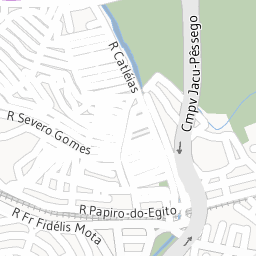 R Catléias
Cmpv Jacu-Pêssego
R Severo Gomes
R Papiro-do-Egito
R Fr Fidélis Mota